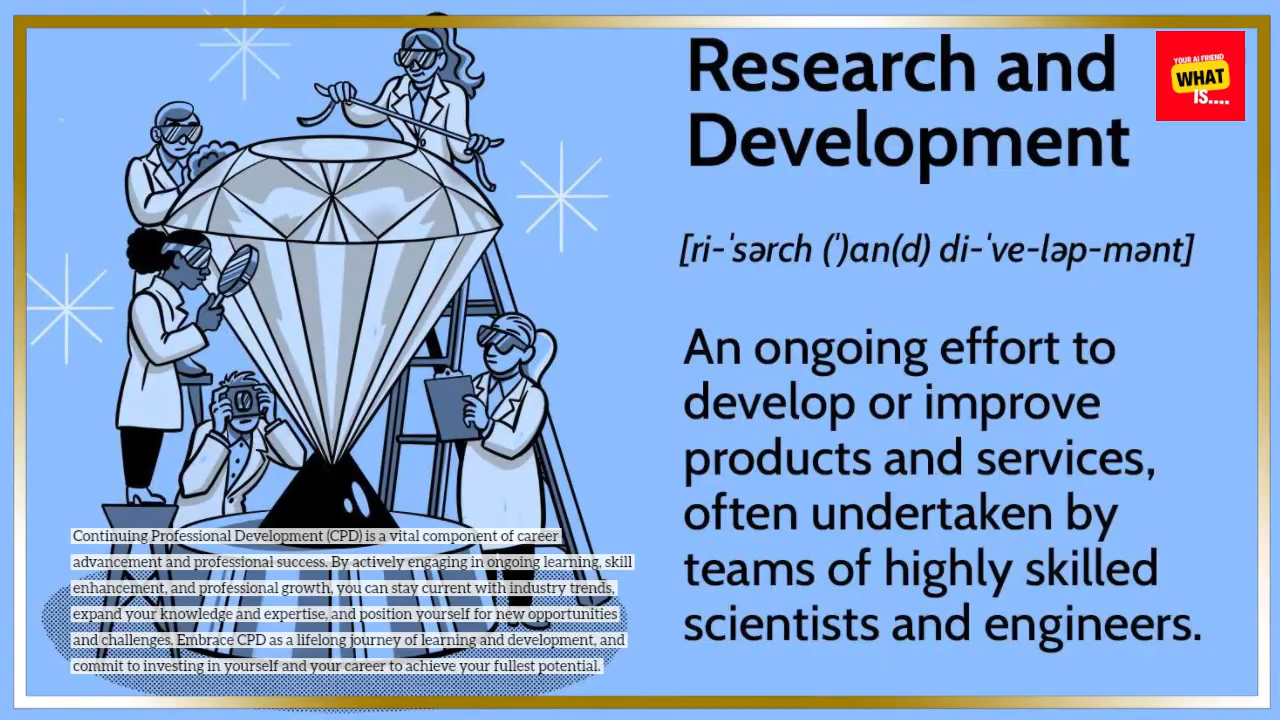 Research and
Development
YOUR AI FRIEND
WHAT
IS....
[ri-ˈsərch (ˈ)an(d) di-ˈve-ləp-mənt]
An ongoing effort to
develop or improve
products and services,
often undertaken by
teams of highly skilled
scientists and engineers.
Continuing Professional Development (CPD) is a vital component of career
advancement and professional success. By actively engaging in ongoing learning, skill
enhancement, and professional growth, you can stay current with industry trends,
expand your knowledge and expertise, and position yourself for new opportunities
and challenges. Embrace CPD as a lifelong journey of learning and development, and
commit to investing in yourself and your career to achieve your fullest potential.